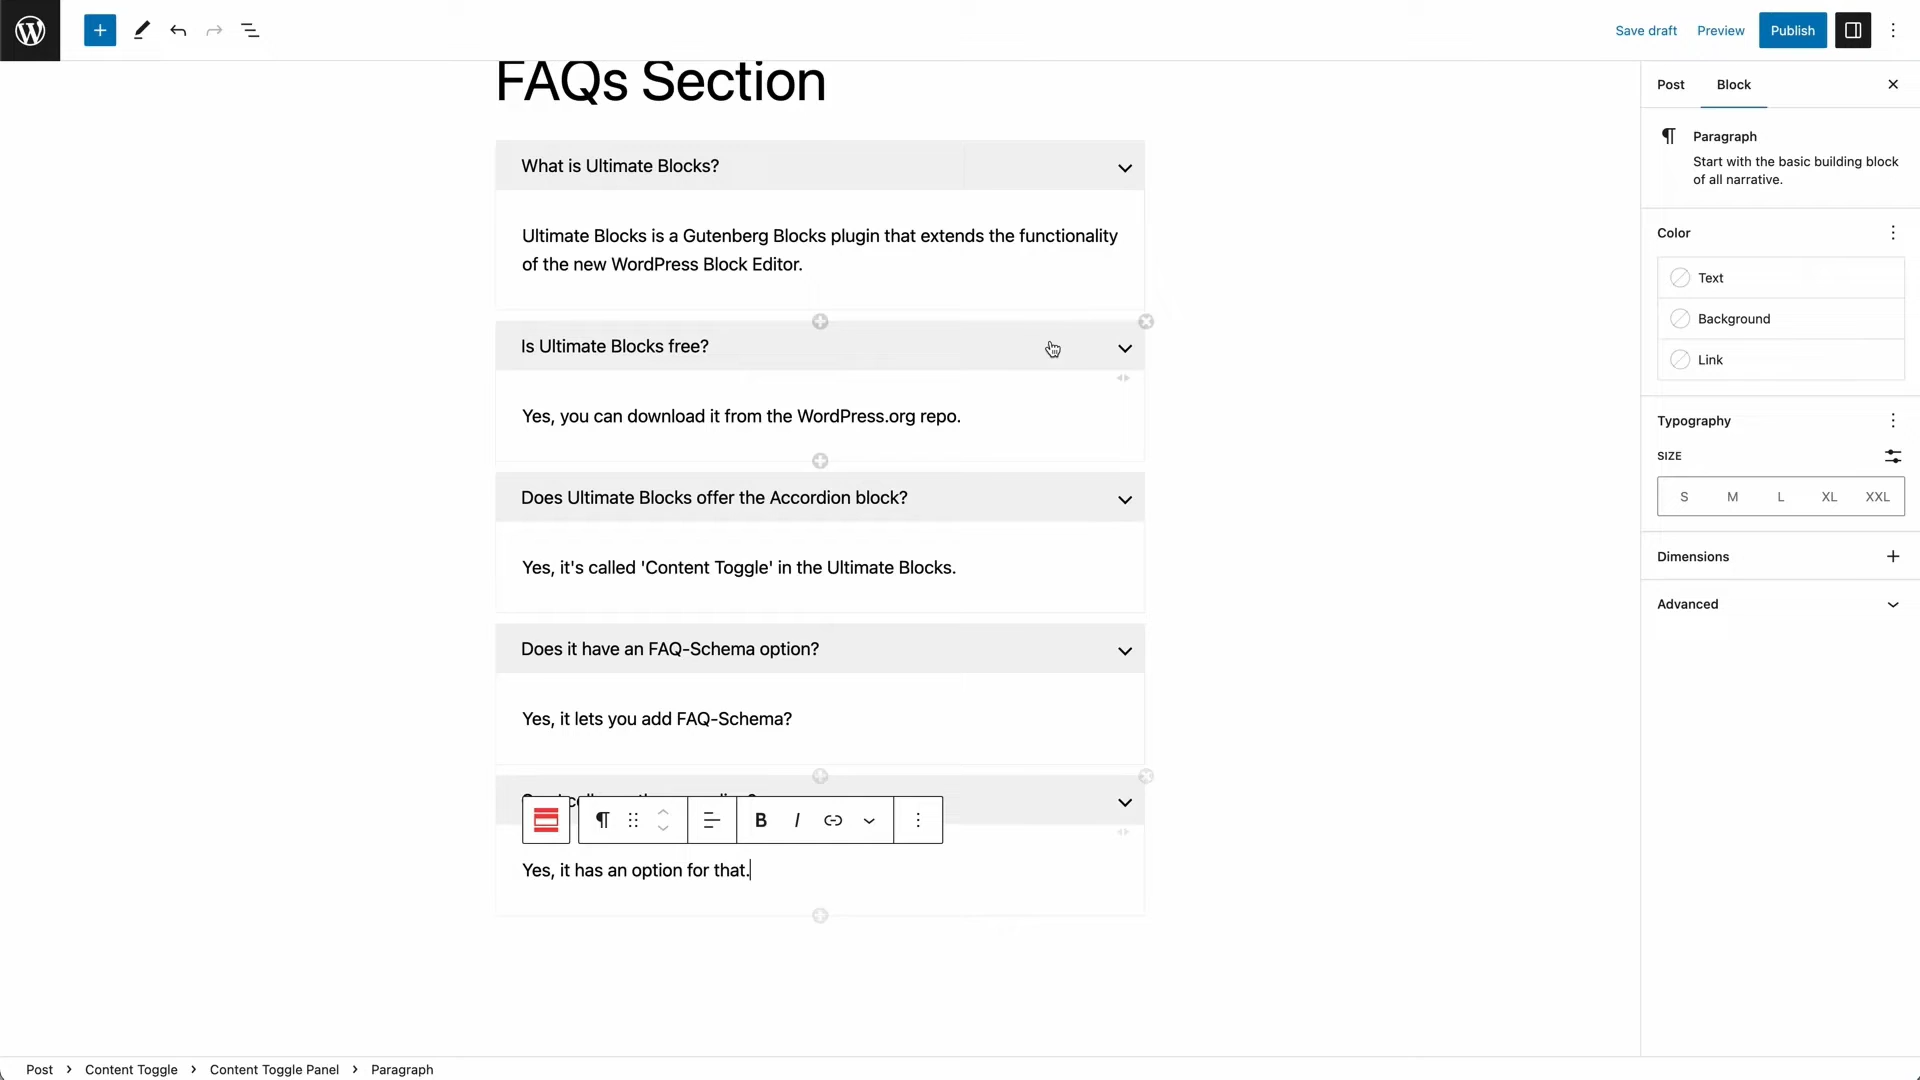 Save draft
Preview
Publish
FAQs Section
Post
Block
Paragraph
Start with the basic building block
of all narrative.
What is Ultimate Blocks?
Ultimate Blocks is a Gutenberg Blocks plugin that extends the functionality
of the new WordPress Block Editor.
Is Ultimate Blocks free?
Yes, you can download it from the WordPress.org repo.
Does Ultimate Blocks offer the Accordion block?
Yes, it's called 'Content Toggle' in the Ultimate Blocks.
Does it have an FAQ-Schema option?
Yes, it lets you add FAQ-Schema?
B I
Yes, it has an option for that.
Color
Text
Background
Link
Typography
SIZE
S M L XL XXL
Dimensions
Advanced
Post > Content Toggle > Content Toggle Panel > Paragraph